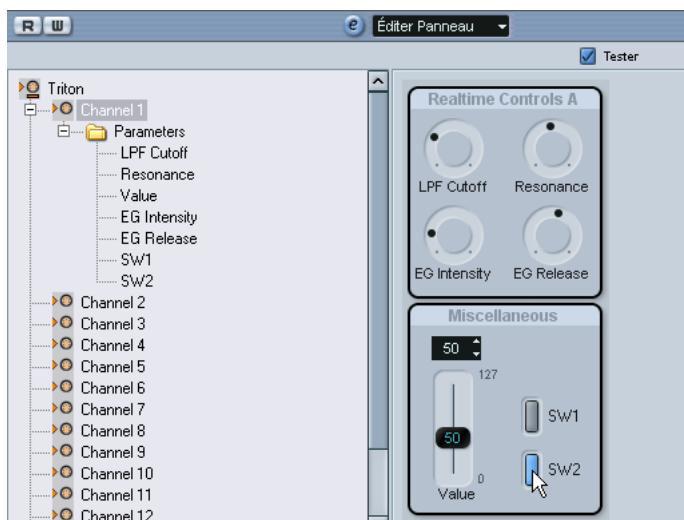 R W e Éditer Panneau
Tester
Triton
Channel 1
Parameters
LPF Cutoff
Resonance
Value
EG Intensity
EG Release
SW1
SW2
Channel 2
Channel 3
Channel 4
Channel 5
Channel 6
Channel 7
Channel 8
Channel 9
Channel 10
Channel 11
Channel 12
Realtime Controls A
LPF Cutoff Resonance
EG Intensity EG Release
Miscellaneous
50
127
SW1
50
SW2
0
Value